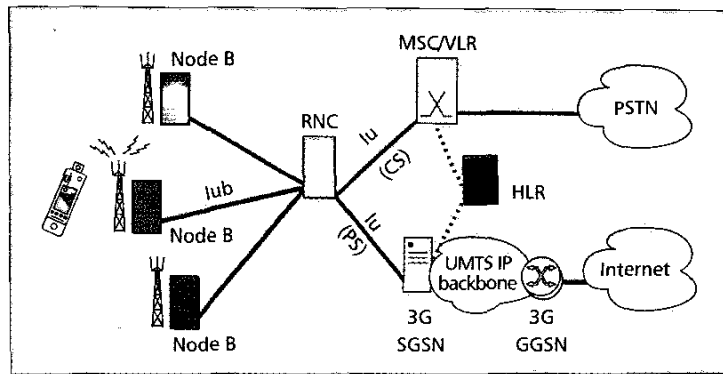 Node B
MSC/VLR
RNC
Iu
(CS)
PSTN
Iub
Node B
HLR
Iu
(PS)
UMTS IP
backbone
Internet
Node B
3G
SGSN
3G
GGSN